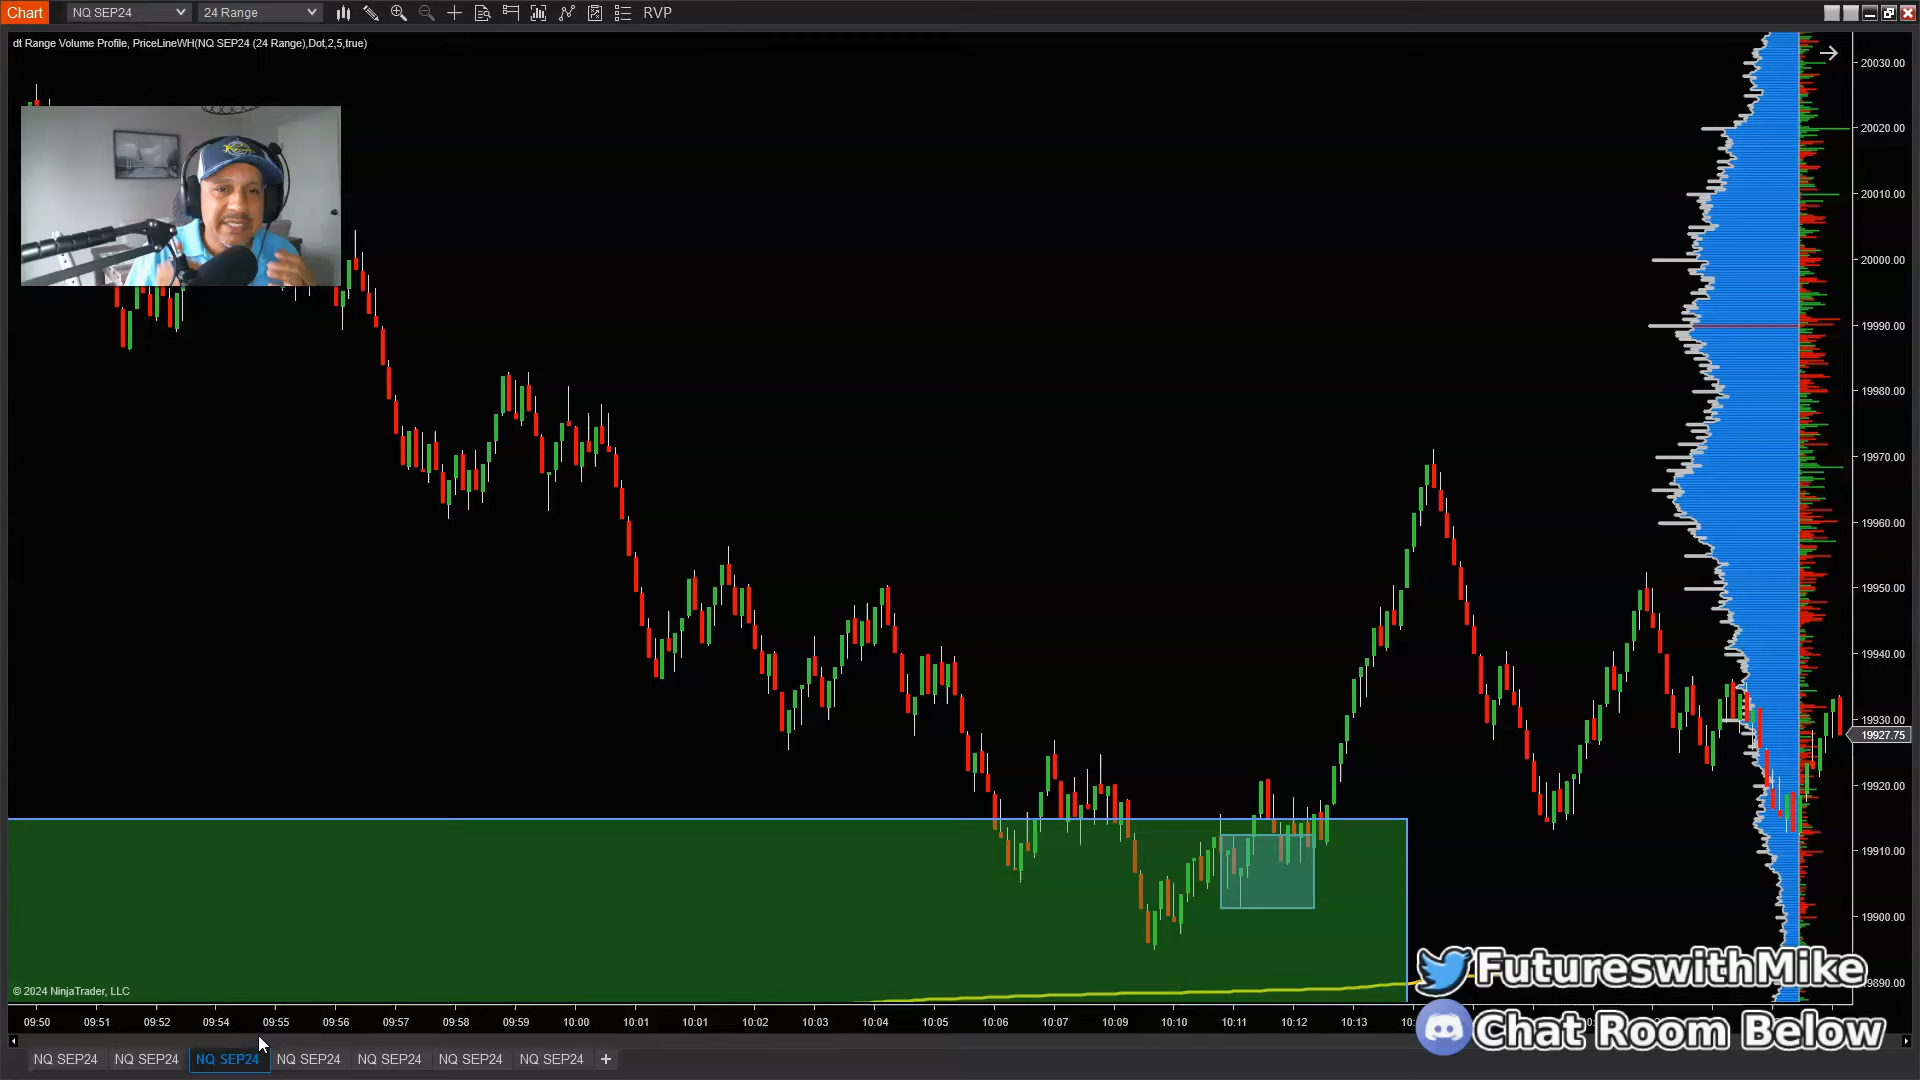 Chart NQ SEP24 24 Range RVP
dt Range Volume Profile, PriceLineWH(NQ SEP24 (24 Range),Dot,2,5,true)
20030.00
20020.00
20010.00
20000.00
19990.00
19980.00
19970.00
19960.00
19950.00
19940.00
19930.00
19927.75
19920.00
19910.00
19900.00
19890.00
FutureswithMike
© 2024 NinjaTrader, LLC
09:50 09:51 09:52 09:54 09:55 09:56 09:57 09:58 09:59 10:00 10:01 10:01 10:02 10:03 10:04 10:05 10:06 10:07 10:09 10:10 10:11 10:12 10:13
Chat Room Below
NQ SEP24 NQ SEP24 NQ SEP24 NQ SEP24 NQ SEP24 NQ SEP24 NQ SEP24 +